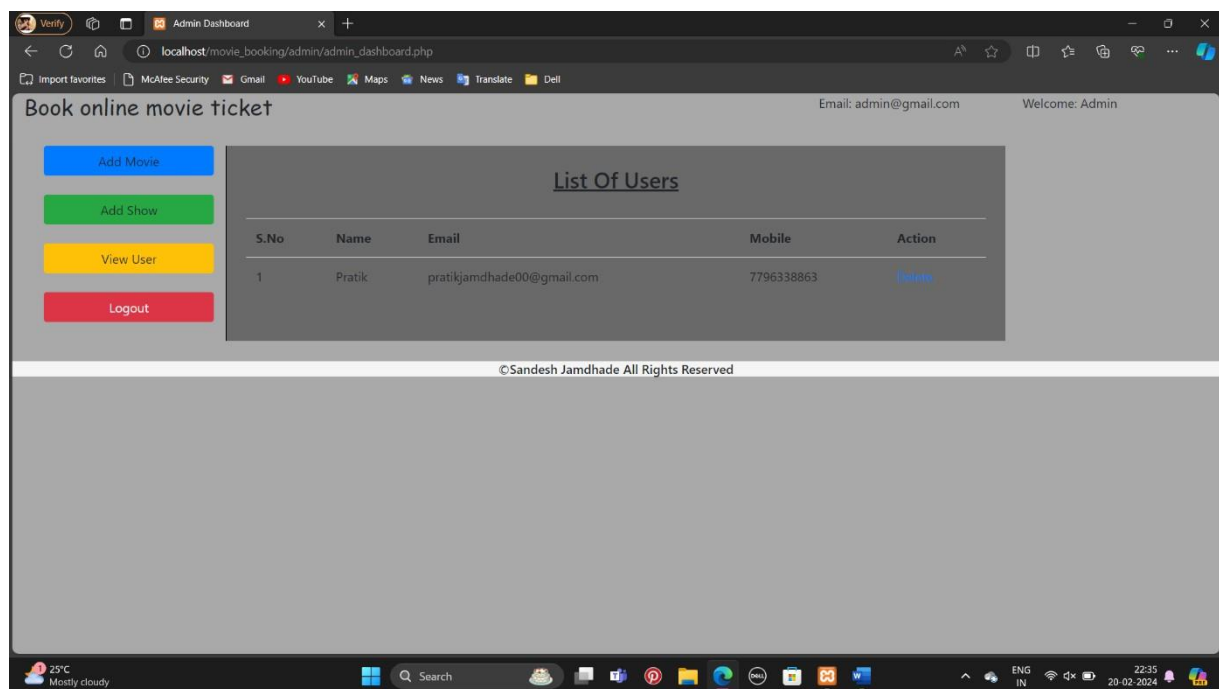 Verify
Admin Dashboard
localhost/movie_booking/admin/admin_dashboard.php
Import favorites McAfee Security Gmail YouTube Maps News Translate Dell
Book online movie ticket
Email: admin@gmail.com Welcome: Admin
Add Movie
Add Show
View User
Logout
List Of Users
S.No Name Email Mobile Action
1 Pratik pratikjamdhade00@gmail.com 7796338863
©Sandesh Jamdhade All Rights Reserved
1 25°C
Mostly cloudy
Search
ENG
IN
22:35
20-02-2024